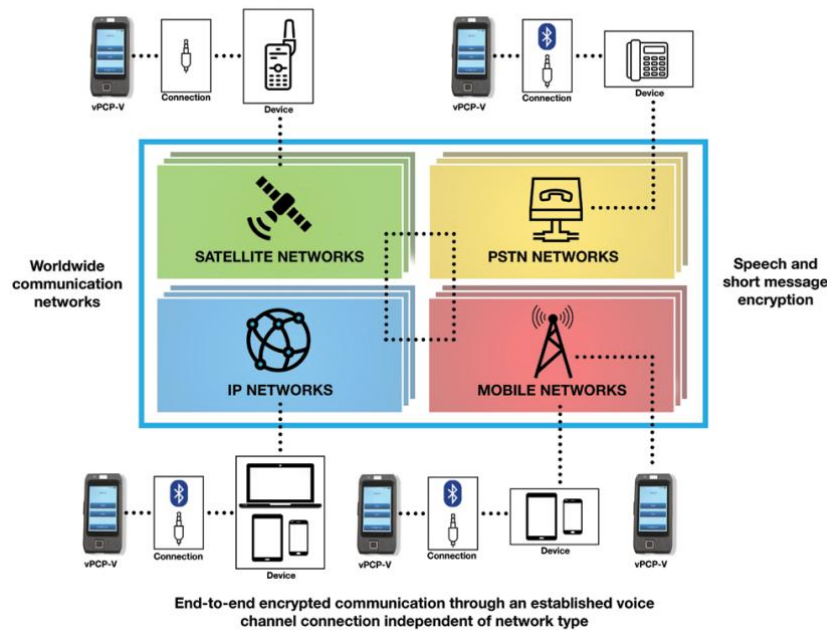 vPCP-V
Connection
Device
vPCP-V
Connection
Device
Worldwide
communication
networks
SATELLITE NETWORKS
PSTN NETWORKS
IP NETWORKS
MOBILE NETWORKS
Speech and
short message
encryption
vPCP-V
Connection
Device
vPCP-V
Connection
Device
vPCP-V
End-to-end encrypted communication through an established voice
channel connection independent of network type